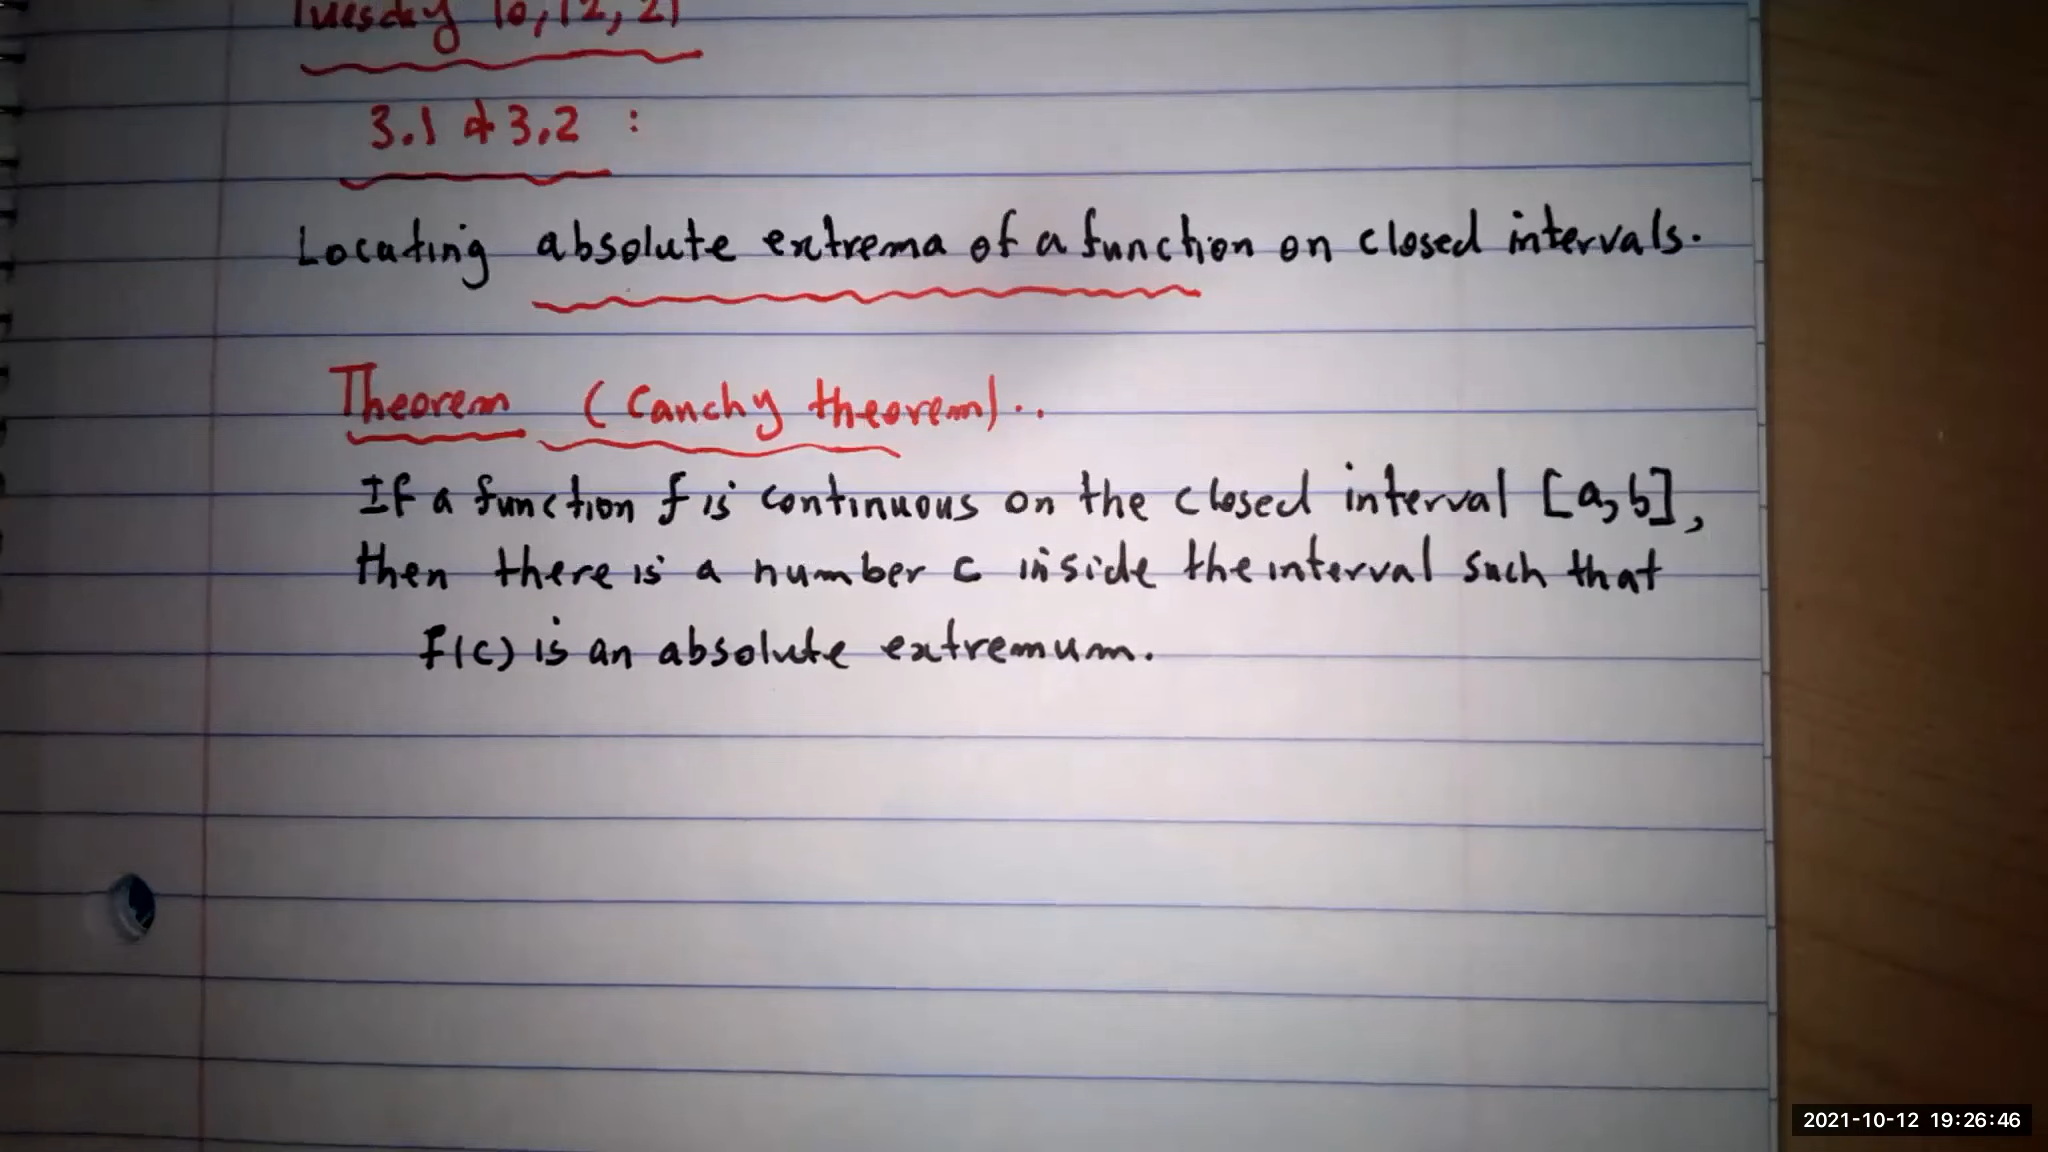 Tuesday 10, 12, 21
3.1 & 3.2 :
Locating absolute extrema of a function on closed intervals.
Theorem (Cauchy theorem)..
If a function f is continuous on the closed interval [a, b],
then there is a number c inside the interval such that
f(c) is an absolute extremum.
2021-10-12 19:26:46